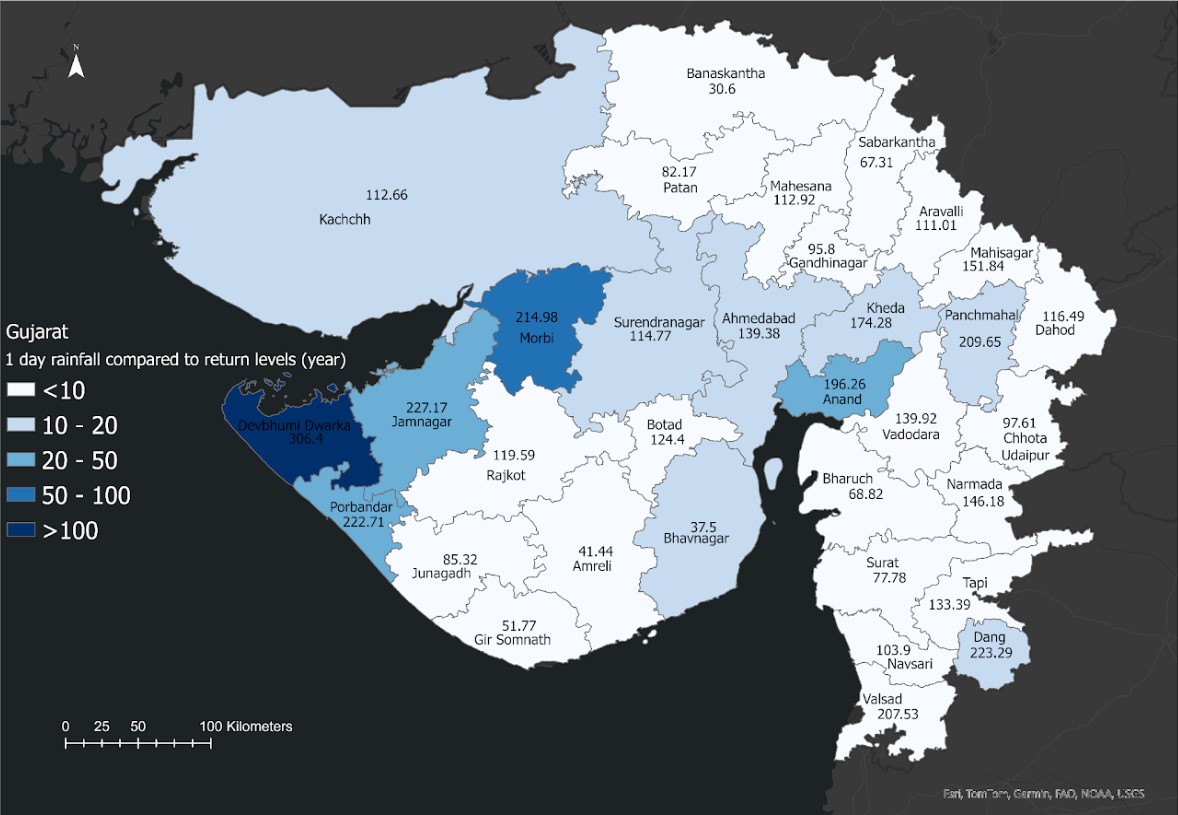 N
Banaskantha
30.6
Sabarkantha
67.31
82.17
Patan
Mahesana
112.92
112.66
Kachchh
Aravalli
111.01
95.8
Gandhinagar
Mahisagar
151.84
214.98
Morbi
Surendranagar
114.77
Ahmedabad
139.38
Kheda
174.28
Panchmahal
209.65
116.49
Dahod
Gujarat
1 day rainfall compared to return levels (year)
<10
10 - 20
20 - 50
50 - 100
>100
Devbhumi Dwarka
306.4
227.17
Jamnagar
196.26
Anand
119.59
Rajkot
Botad
124.4
139.92
Vadodara
97.61
Chhota
Udaipur
Porbandar
222.71
Bharuch
68.82
Narmada
146.18
37.5
Bhavnagar
85.32
Junagadh
41.44
Amreli
Surat
77.78
Tapi
133.39
51.77
Gir Somnath
103.9
Navsari
Dang
223.29
Valsad
207.53
0 25 50 100 Kilometers
Esri, TomTom, Garmin, FAO, NOAA, USGS